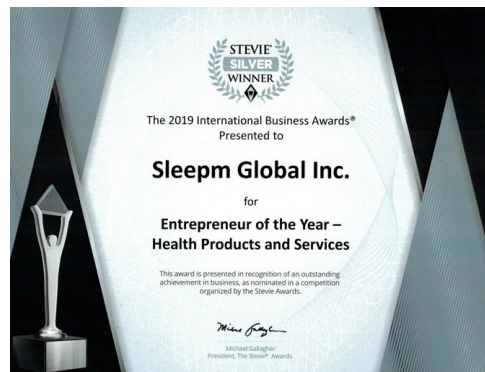 STEVIE®
SILVER
WINNER
The 2019 International Business Awards®
Presented to
Sleepm Global Inc.
for
Entrepreneur of the Year –
Health Products and Services
This award is presented in recognition of an outstanding
achievement in business, as nominated in a competition
organized by the Stevie Awards.
Michael Gallagher
President, The Stevie® Awards